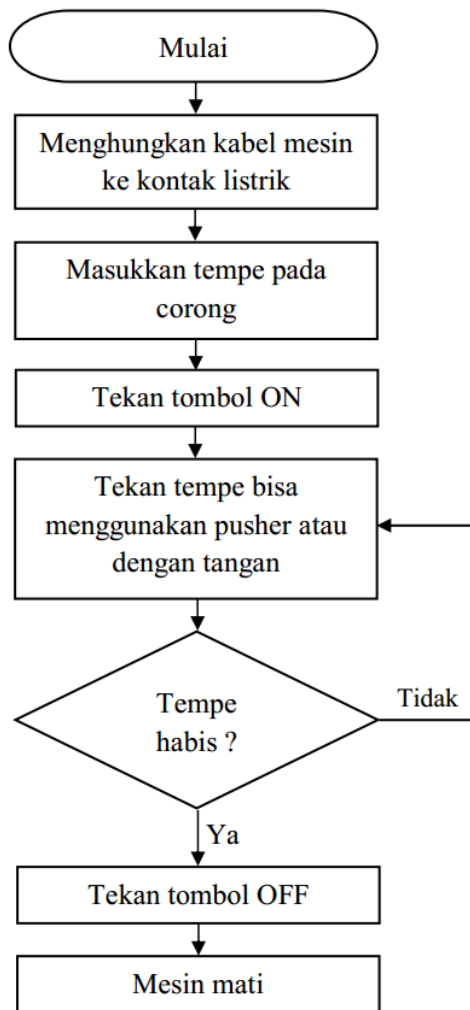 Mulai
Menghungkan kabel mesin
ke kontak listrik
Masukkan tempe pada
corong
Tekan tombol ON
Tekan tempe bisa
menggunakan pusher atau
dengan tangan
Tempe
habis ?
Tidak
Ya
Tekan tombol OFF
Mesin mati